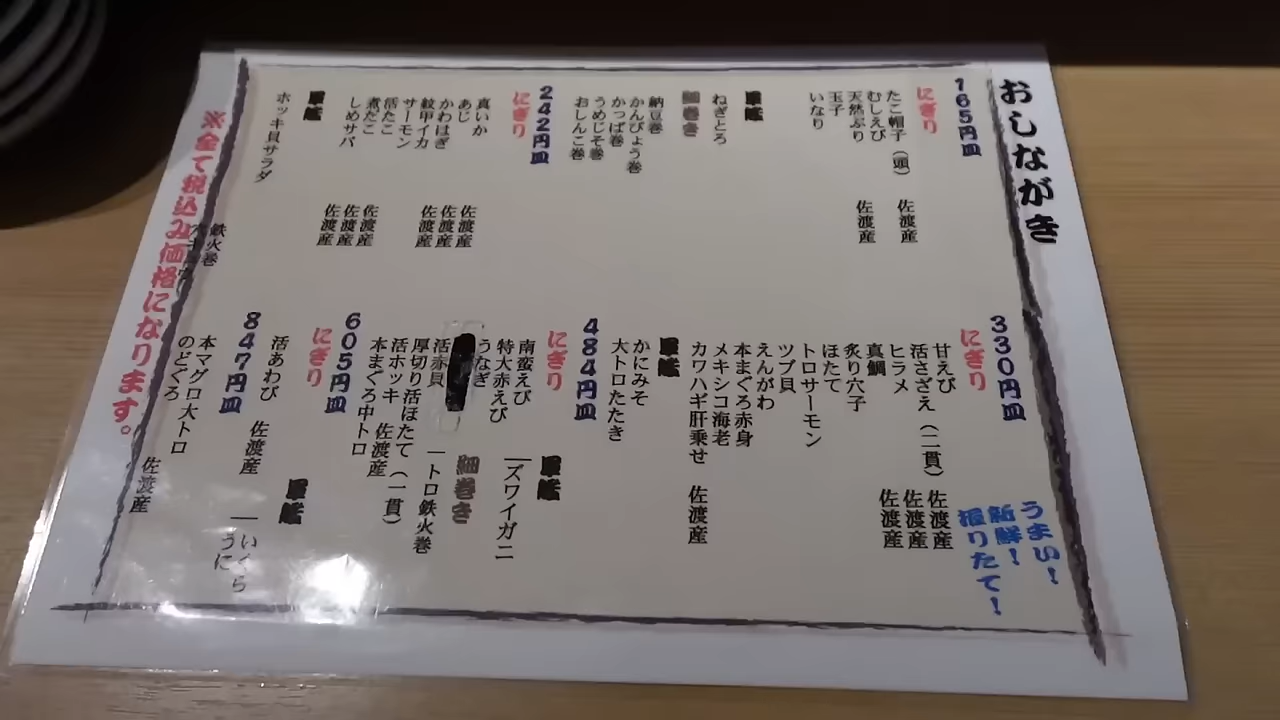 おしながき
165円皿
にぎり
たこ帽子(頭) 佐渡産
むしえび
天然ぶり 佐渡産
玉子
いなり
軍艦
ねぎとろ
細巻き
納豆巻
かんぴょう巻
かっぱ巻
うめじそ巻
おしんこ巻
242円皿
にぎり
真いか 佐渡産
あじ 佐渡産
かわはぎ 佐渡産
紋甲イカ
サーモン
活たこ 佐渡産
煮だこ 佐渡産
しめサバ 佐渡産
軍艦
ホッキ貝サラダ
鉄火巻
うまい!
新鮮!
握りたて!
330円皿
にぎり
甘えび 佐渡産
活さざえ(二貫) 佐渡産
ヒラメ 佐渡産
真鯛
炙り穴子
ほたて
トロサーモン
ツブ貝
えんがわ
本まぐろ赤身
メキシコ海老
カワハギ肝乗せ 佐渡産
軍艦
かにみそ
大トロたたき
484円皿
にぎり
南蛮えび
特大赤えび
うなぎ
活赤貝
厚切り活ほたて(一貫)
活ホッキ 佐渡産
本まぐろ中トロ
軍艦
ズワイガニ
細巻き
トロ鉄火巻
605円皿
にぎり
活あわび 佐渡産
軍艦
いくら
うに
847円皿
本マグロ大トロ
のどくろ 佐渡産
※全て税込み価格になります。